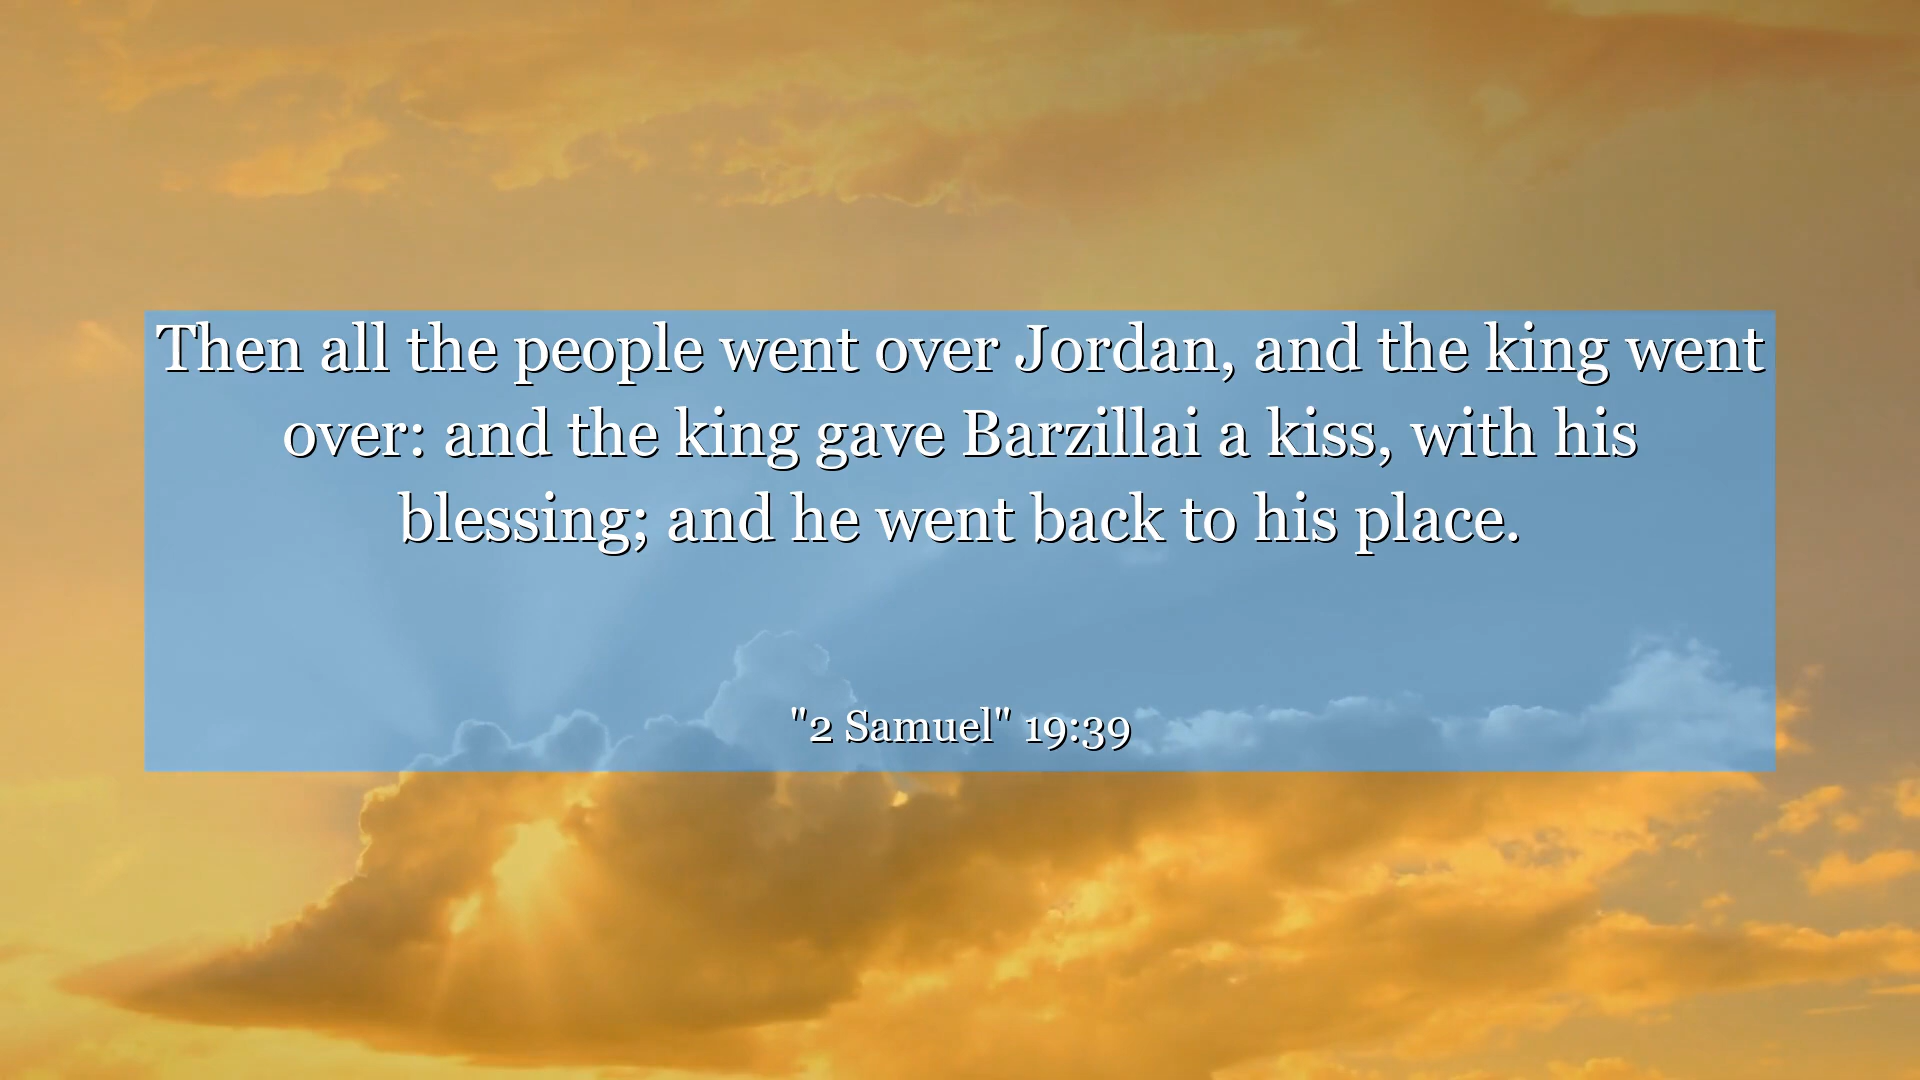 Then all the people went over Jordan, and the king went
over: and the king gave Barzillai a kiss, with his
blessing; and he went back to his place.
"2 Samuel" 19:39